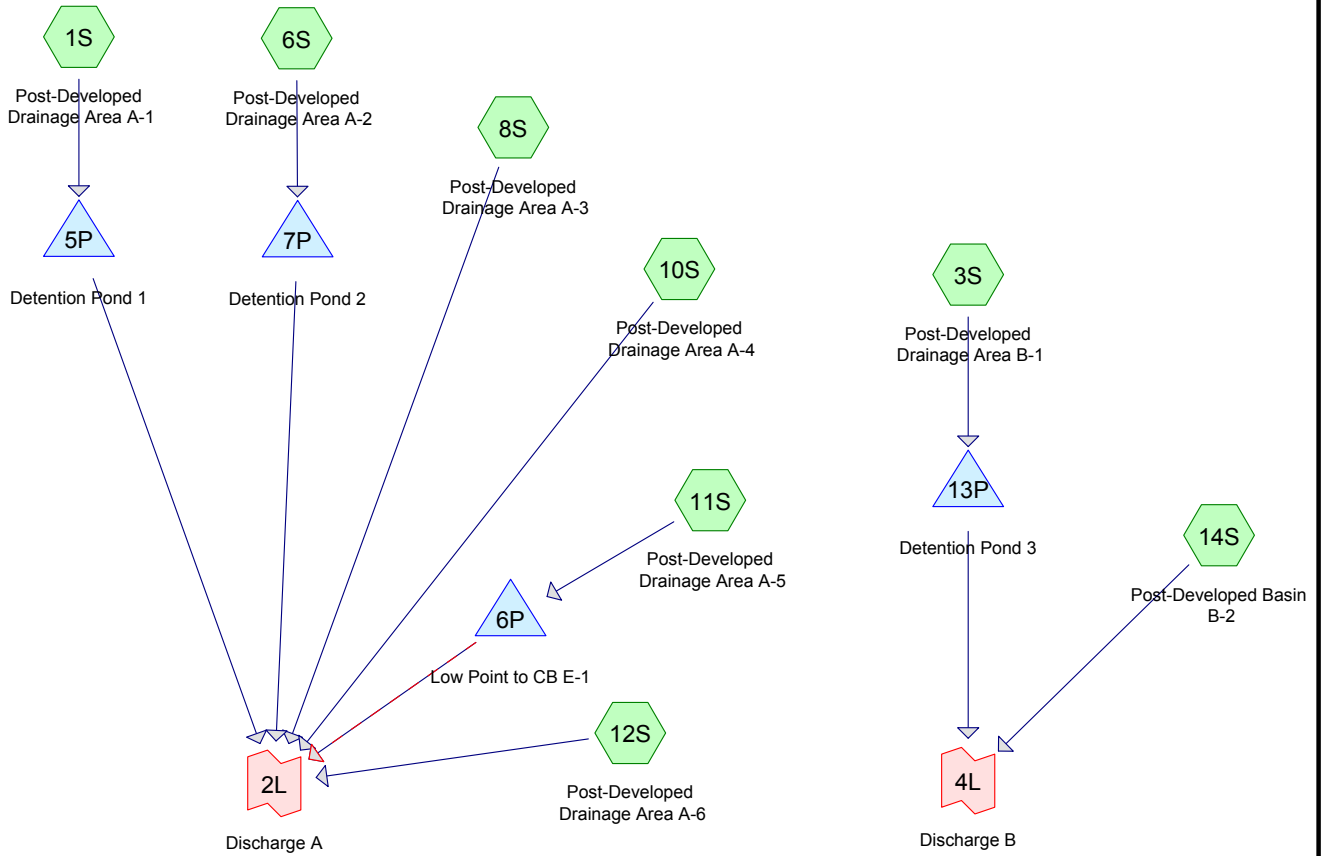 1S
Post-Developed
Drainage Area A-1
6S
Post-Developed
Drainage Area A-2
8S
Post-Developed
Drainage Area A-3
5P
Detention Pond 1
7P
Detention Pond 2
10S
Post-Developed
Drainage Area A-4
3S
Post-Developed
Drainage Area B-1
11S
Post-Developed
Drainage Area A-5
13P
Detention Pond 3
14S
Post-Developed Basin
B-2
6P
Low Point to CB E-1
12S
Post-Developed
Drainage Area A-6
2L
Discharge A
4L
Discharge B